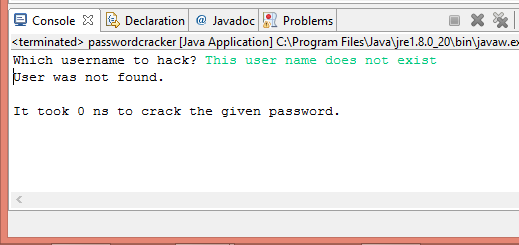 Console Declaration @ Javadoc Problems
<terminated> passwordcracker [Java Application] C:\Program Files\Java\jre1.8.0_20\bin\javaw.ex
Which username to hack? This user name does not exist
User was not found.
It took 0 ns to crack the given password.